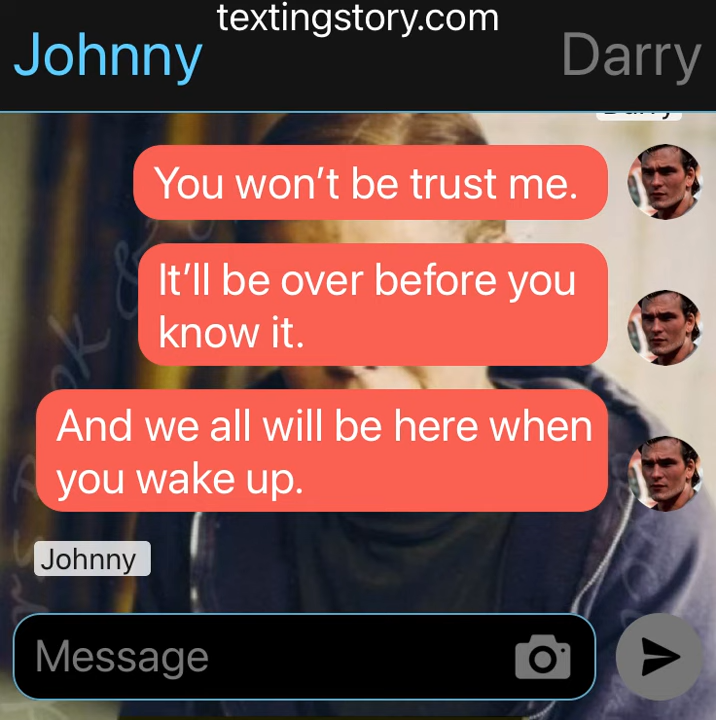 textingstory.com
Johnny
Darry
Darry
You won't be trust me.
It'll be over before you
know it.
And we all will be here when
you wake up.
Johnny
Message